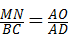 MN/BC = AO/AD